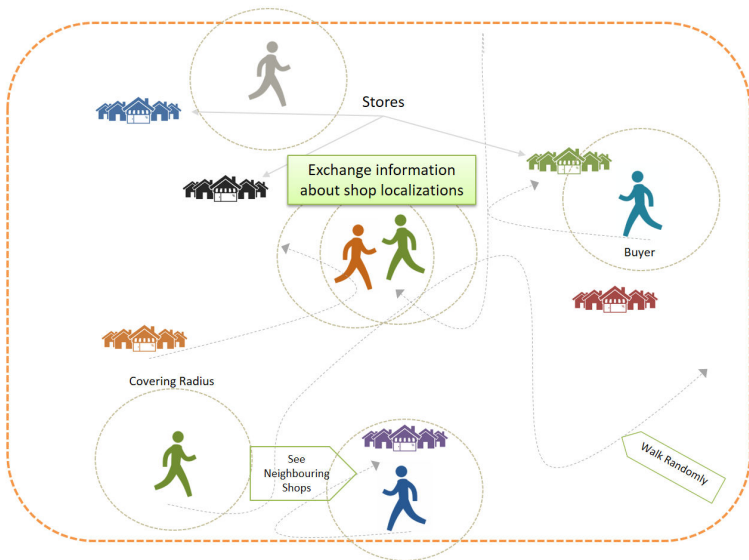 Stores
Exchange information
about shop localizations
Buyer
Covering Radius
See
Neighbouring
Shops
Walk Randomly